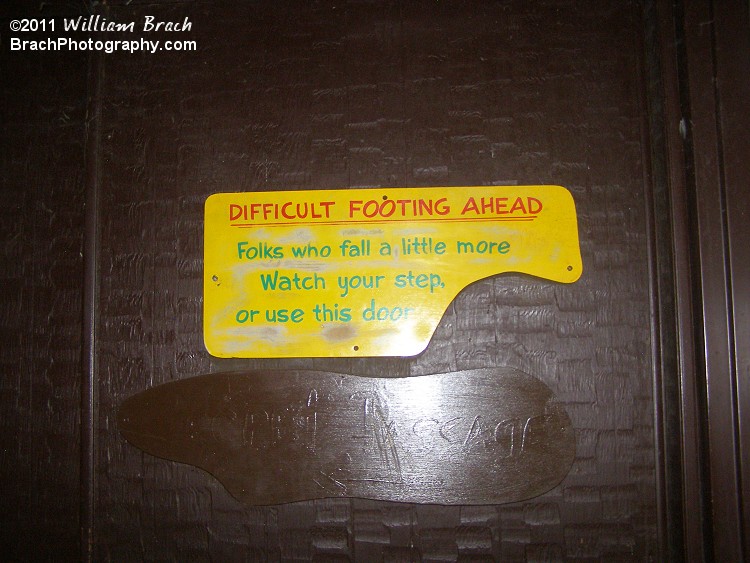 ©2011 William Brach
BrachPhotography.com
DIFFICULT FOOTING AHEAD
Folks who fall a little more
Watch your step,
or use this door